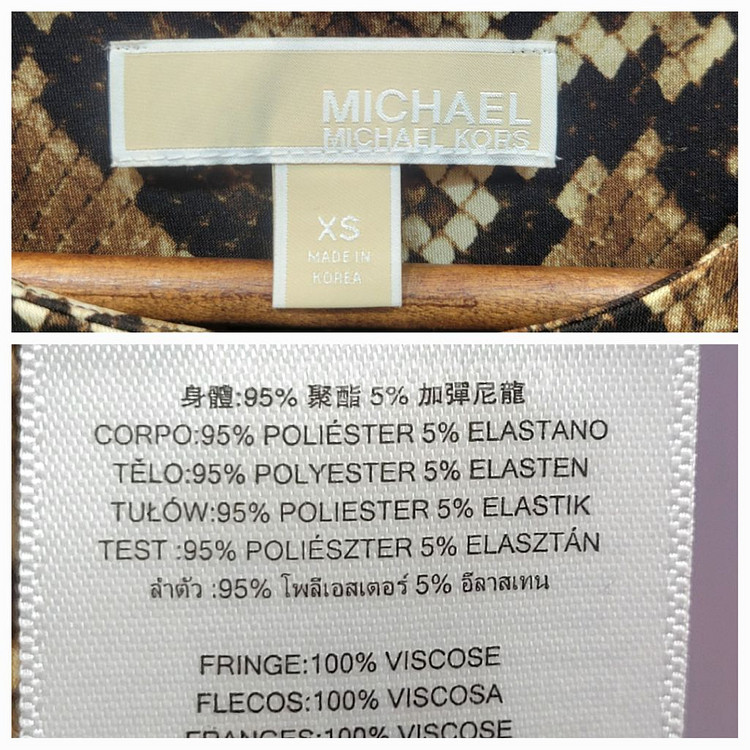 MICHAEL
MICHAEL KORS
XS
MADE IN
KOREA
身體:95% 聚酯 5% 加彈尼龍
CORPO:95% POLIÉSTER 5% ELASTANO
TĚLO:95% POLYESTER 5% ELASTEN
TUŁÓW:95% POLIESTER 5% ELASTIK
TEST :95% POLIÉSZTER 5% ELASZTÁN
ลำตัว :95% โพลีเอสเตอร์ 5% อีลาสเทน
FRINGE:100% VISCOSE
FLECOS:100% VISCOSA
FRANGES:100% VISCOSE